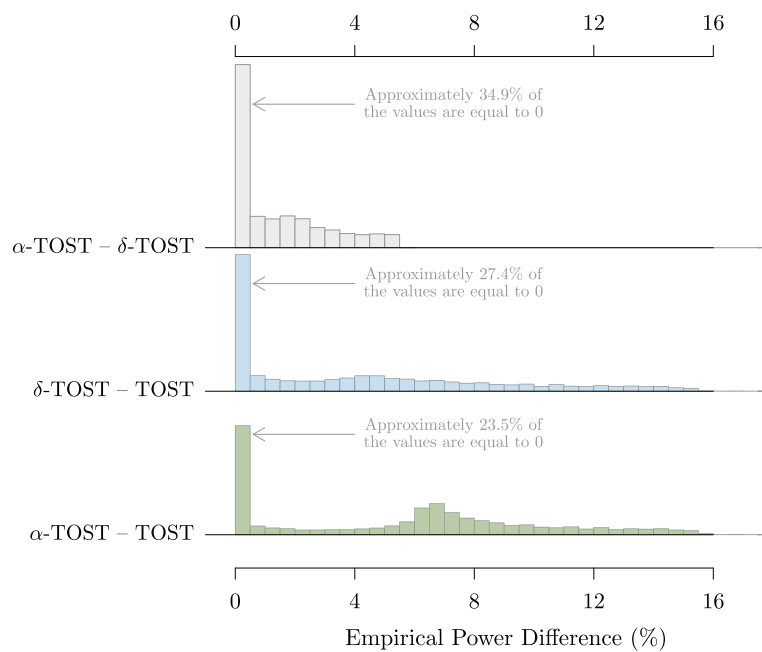 0 4 8 12 16
Approximately 34.9% of
the values are equal to 0
α-TOST – δ-TOST
Approximately 27.4% of
the values are equal to 0
δ-TOST – TOST
Approximately 23.5% of
the values are equal to 0
α-TOST – TOST
0 4 8 12 16
Empirical Power Difference (%)